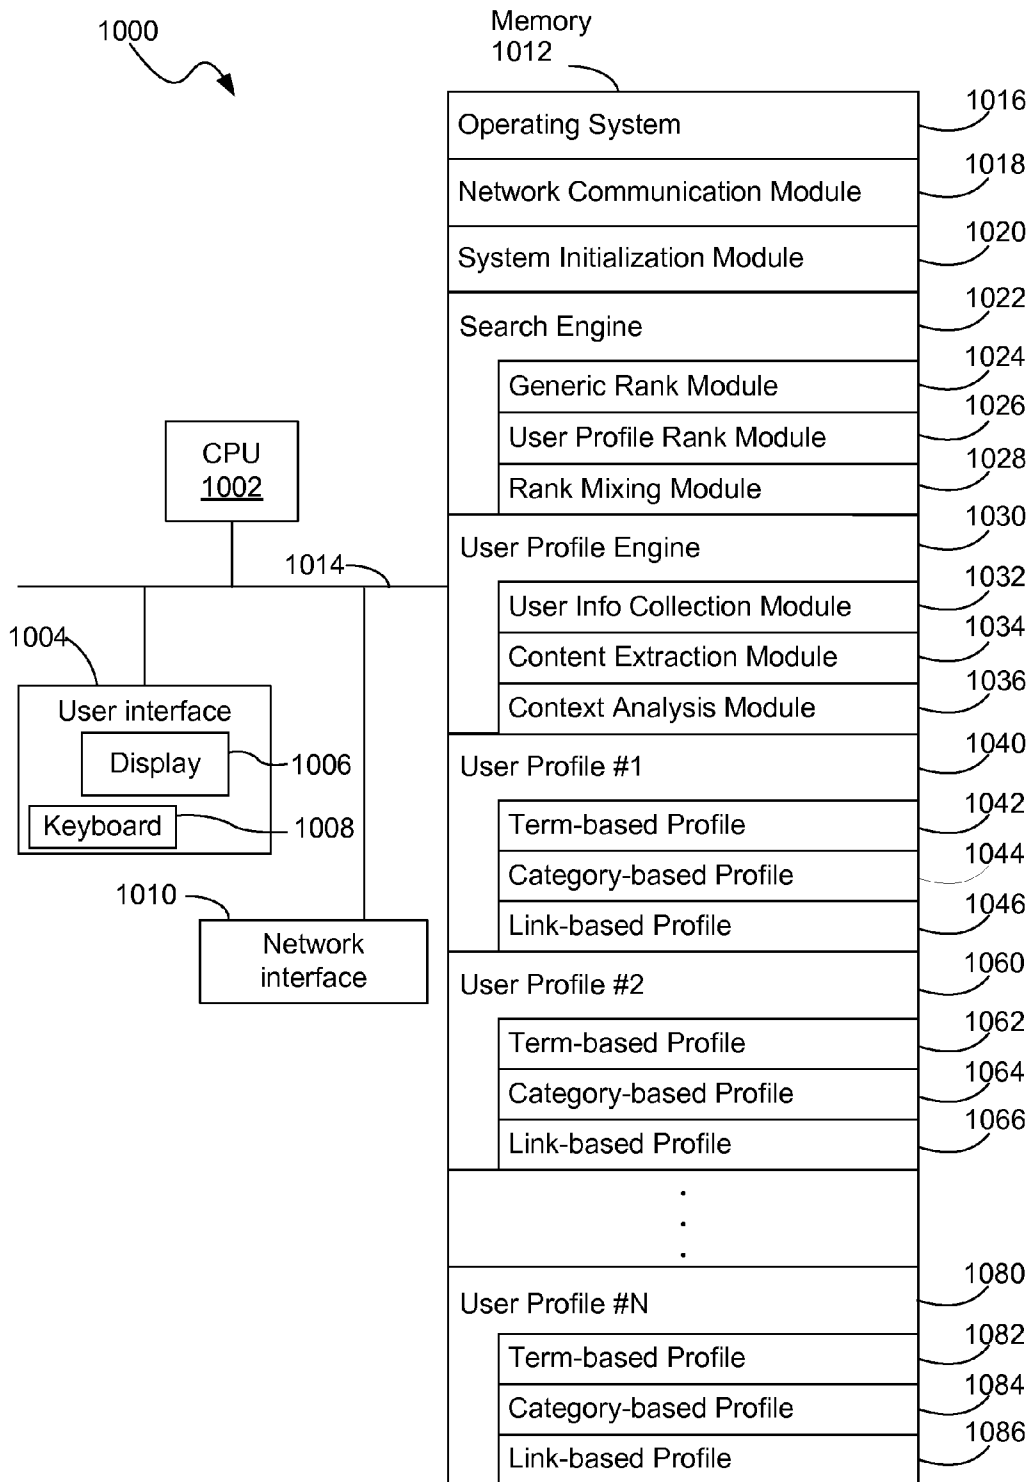 1000
Memory
1012
Operating System
1016
Network Communication Module
1018
System Initialization Module
1020
Search Engine
1022
Generic Rank Module
1024
User Profile Rank Module
1026
Rank Mixing Module
1028
User Profile Engine
1030
User Info Collection Module
1032
Content Extraction Module
1034
Context Analysis Module
1036
User Profile #1
1040
Term-based Profile
1042
Category-based Profile
1044
Link-based Profile
1046
User Profile #2
1060
Term-based Profile
1062
Category-based Profile
1064
Link-based Profile
1066
.
.
.
User Profile #N
1080
Term-based Profile
1082
Category-based Profile
1084
Link-based Profile
1086
CPU
1002
1014
1004
User interface
Display
1006
Keyboard
1008
1010
Network
interface